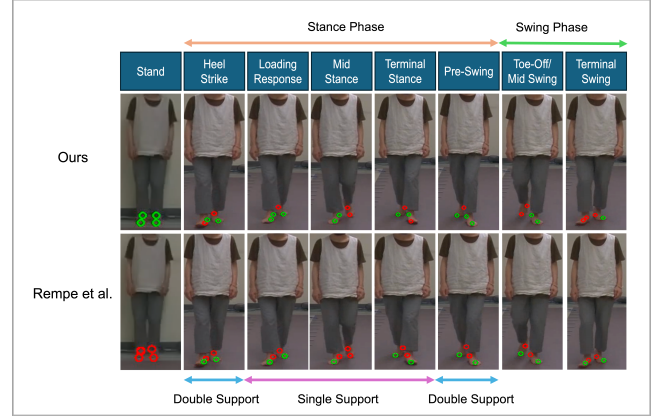 Stance Phase
Swing Phase
Stand
Heel
Strike
Loading
Response
Mid
Stance
Terminal
Stance
Pre-Swing
Toe-Off/
Mid Swing
Terminal
Swing
Ours
Rempe et al.
Double Support
Single Support
Double Support